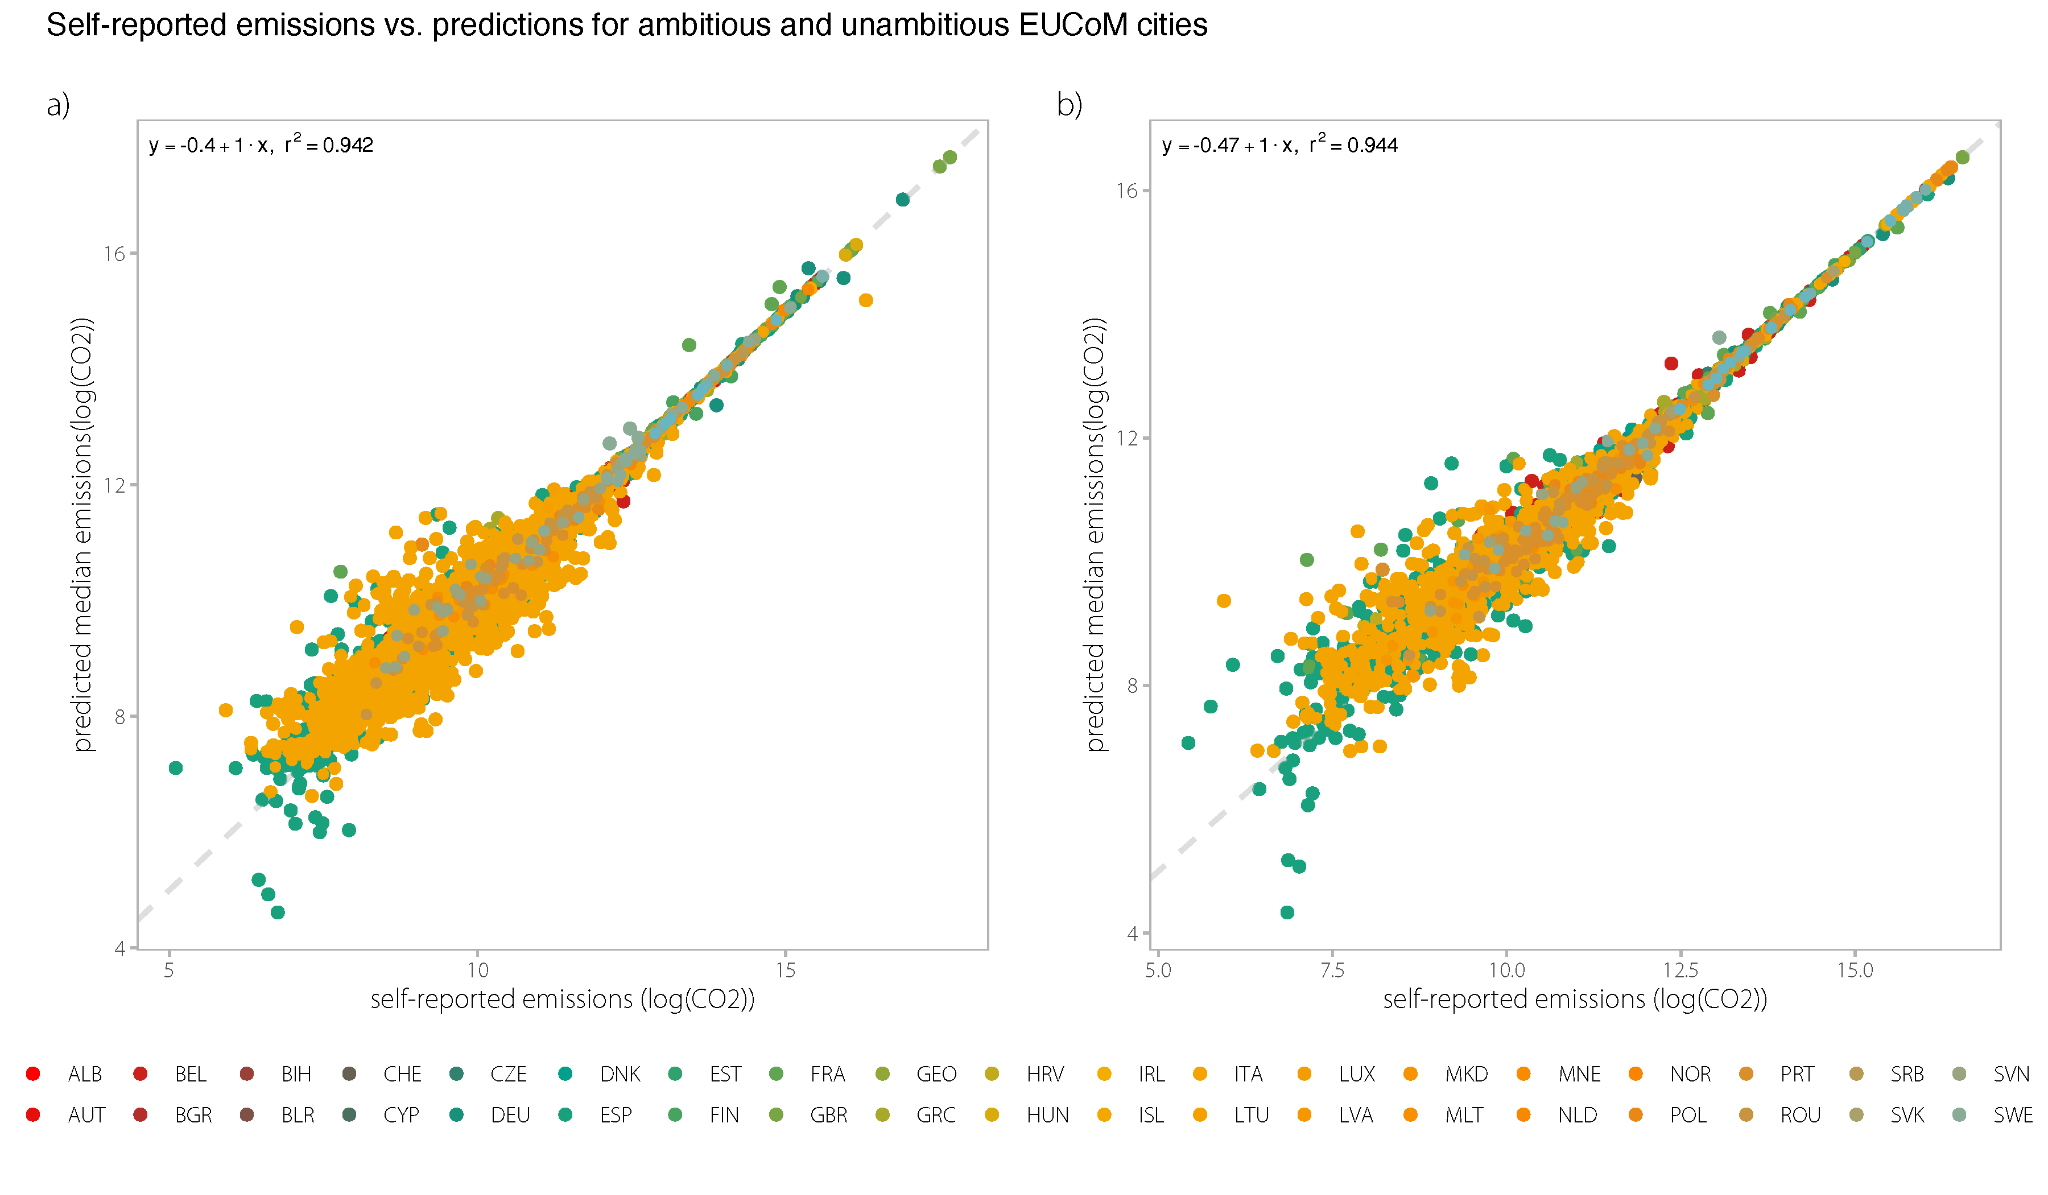 Self-reported emissions vs. predictions for ambitious and unambitious EUCoM cities
a)
y = -0.4 + 1 · x, r² = 0.942
predicted median emissions(log(CO2))
16
12
8
4
5 10 15
self-reported emissions (log(CO2))
b)
y = -0.47 + 1 · x, r² = 0.944
predicted median emissions(log(CO2))
16
12
8
4
5.0 7.5 10.0 12.5 15.0
self-reported emissions (log(CO2))
ALB BEL BIH CHE CZE DNK EST FRA GEO HRV IRL ITA LUX MKD MNE NOR PRT SRB SVN
AUT BGR BLR CYP DEU ESP FIN GBR GRC HUN ISL LTU LVA MLT NLD POL ROU SVK SWE